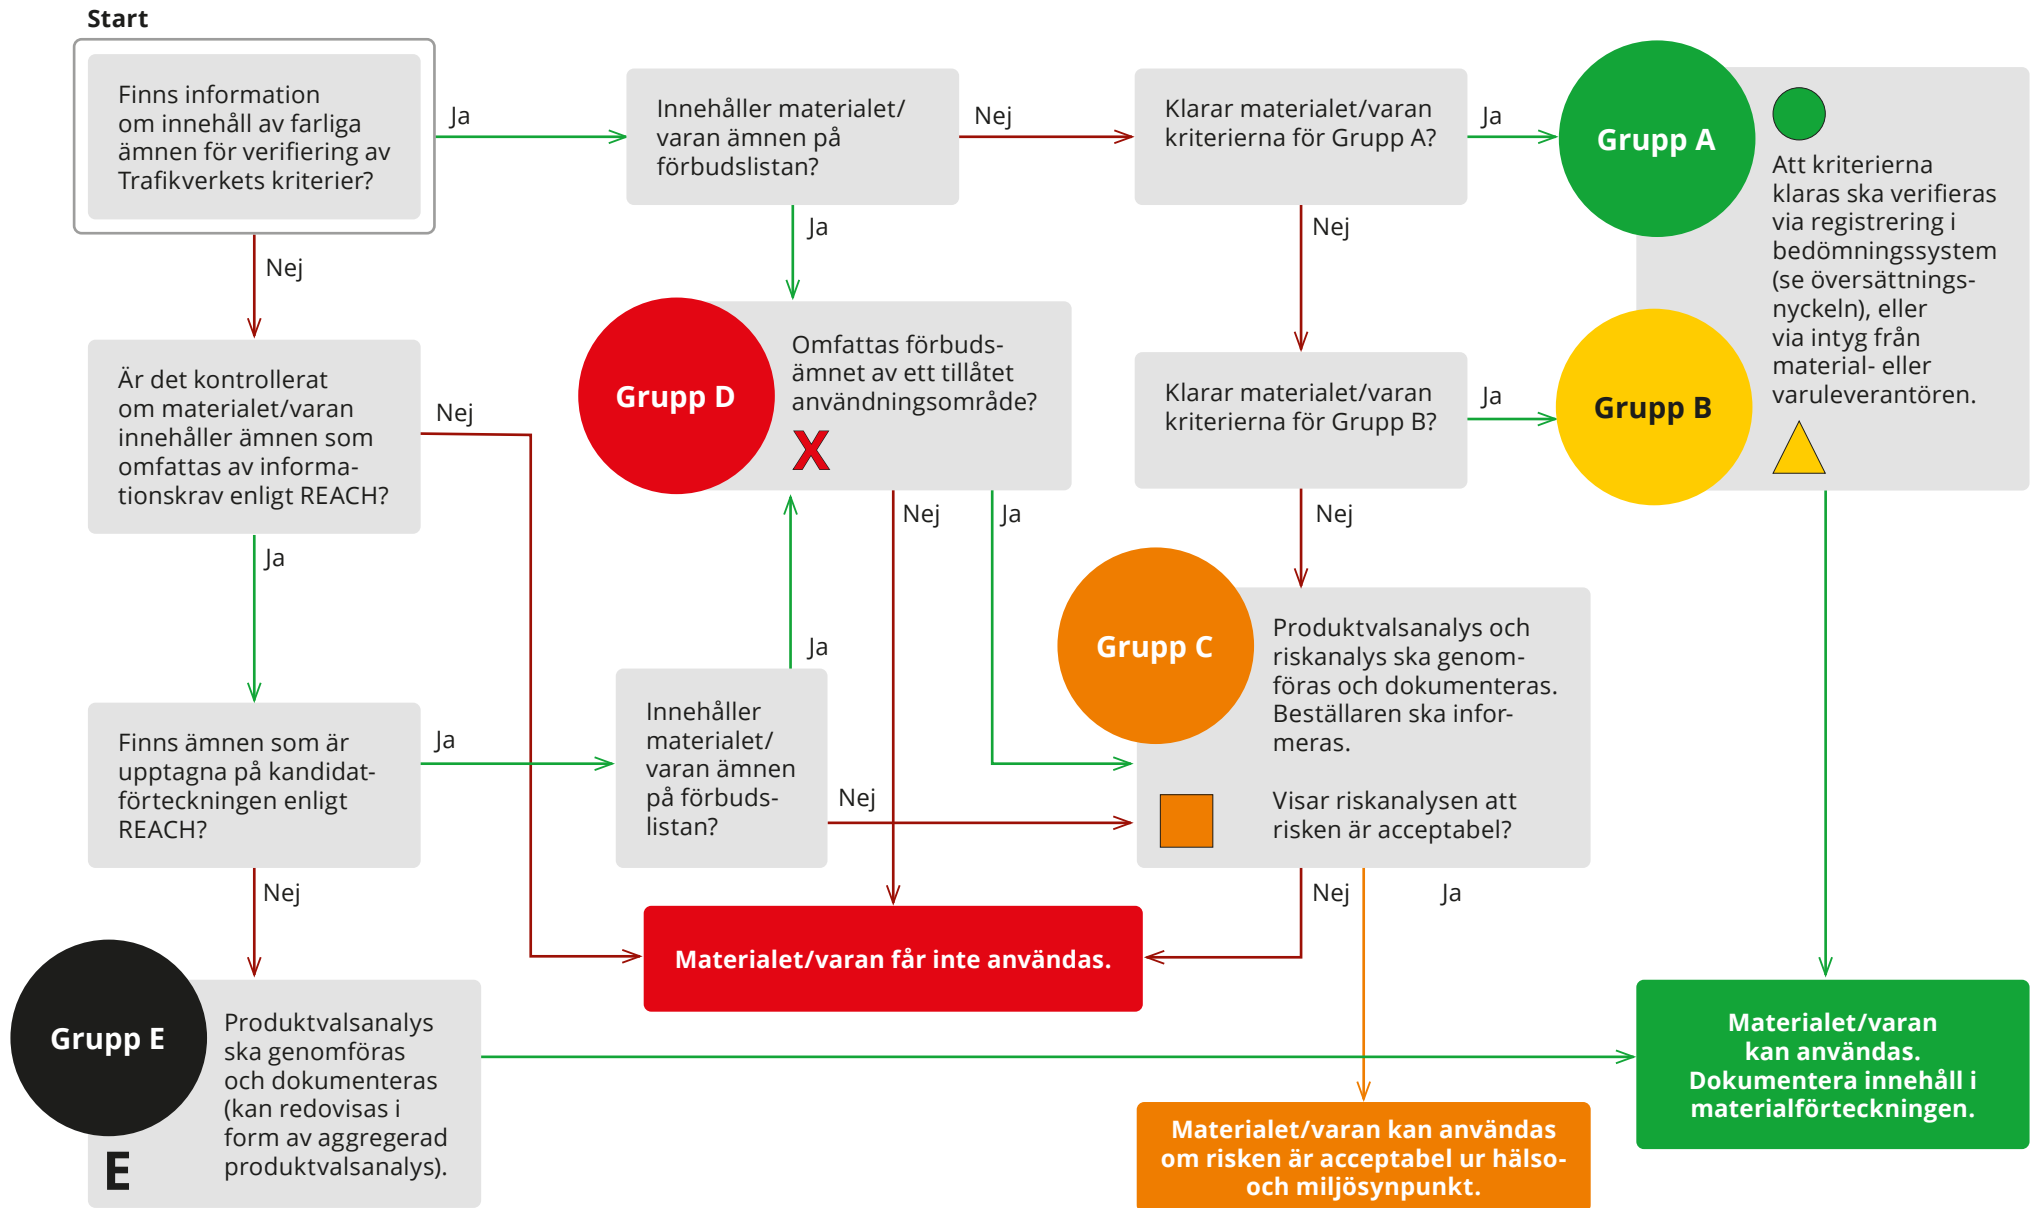 Start
Finns information
om innehåll av farliga
ämnen för verifiering av
Trafikverkets kriterier?
Ja
Nej
Innehåller materialet/
varan ämnen på
förbudslistan?
Nej
Ja
Klarar materialet/varan
kriterierna för Grupp A?
Ja
Nej
Grupp A
Att kriterierna
klaras ska verifieras
via registrering i
bedömningssystem
(se översättnings-
nyckeln), eller
via intyg från
material- eller
varuleverantören.
Är det kontrollerat
om materialet/varan
innehåller ämnen som
omfattas av informa-
tionskrav enligt REACH?
Nej
Ja
Grupp D
Omfattas förbuds-
ämnet av ett tillåtet
användningsområde?
X
Nej
Ja
Klarar materialet/varan
kriterierna för Grupp B?
Ja
Nej
Grupp B
Finns ämnen som är
upptagna på kandidat-
förteckningen enligt
REACH?
Ja
Nej
Innehåller
materialet/
varan ämnen
på förbuds-
listan?
Ja
Nej
Grupp C
Produktvalsanalys och
riskanalys ska genom-
föras och dokumenteras.
Beställaren ska infor-
meras.
Visar riskanalysen att
risken är acceptabel?
Nej
Ja
Materialet/varan får inte användas.
Grupp E
E
Produktvalsanalys
ska genomföras
och dokumenteras
(kan redovisas i
form av aggregerad
produktvalsanalys).
Materialet/varan kan användas
om risken är acceptabel ur hälso-
och miljösynpunkt.
Materialet/varan
kan användas.
Dokumentera innehåll i
materialförteckningen.